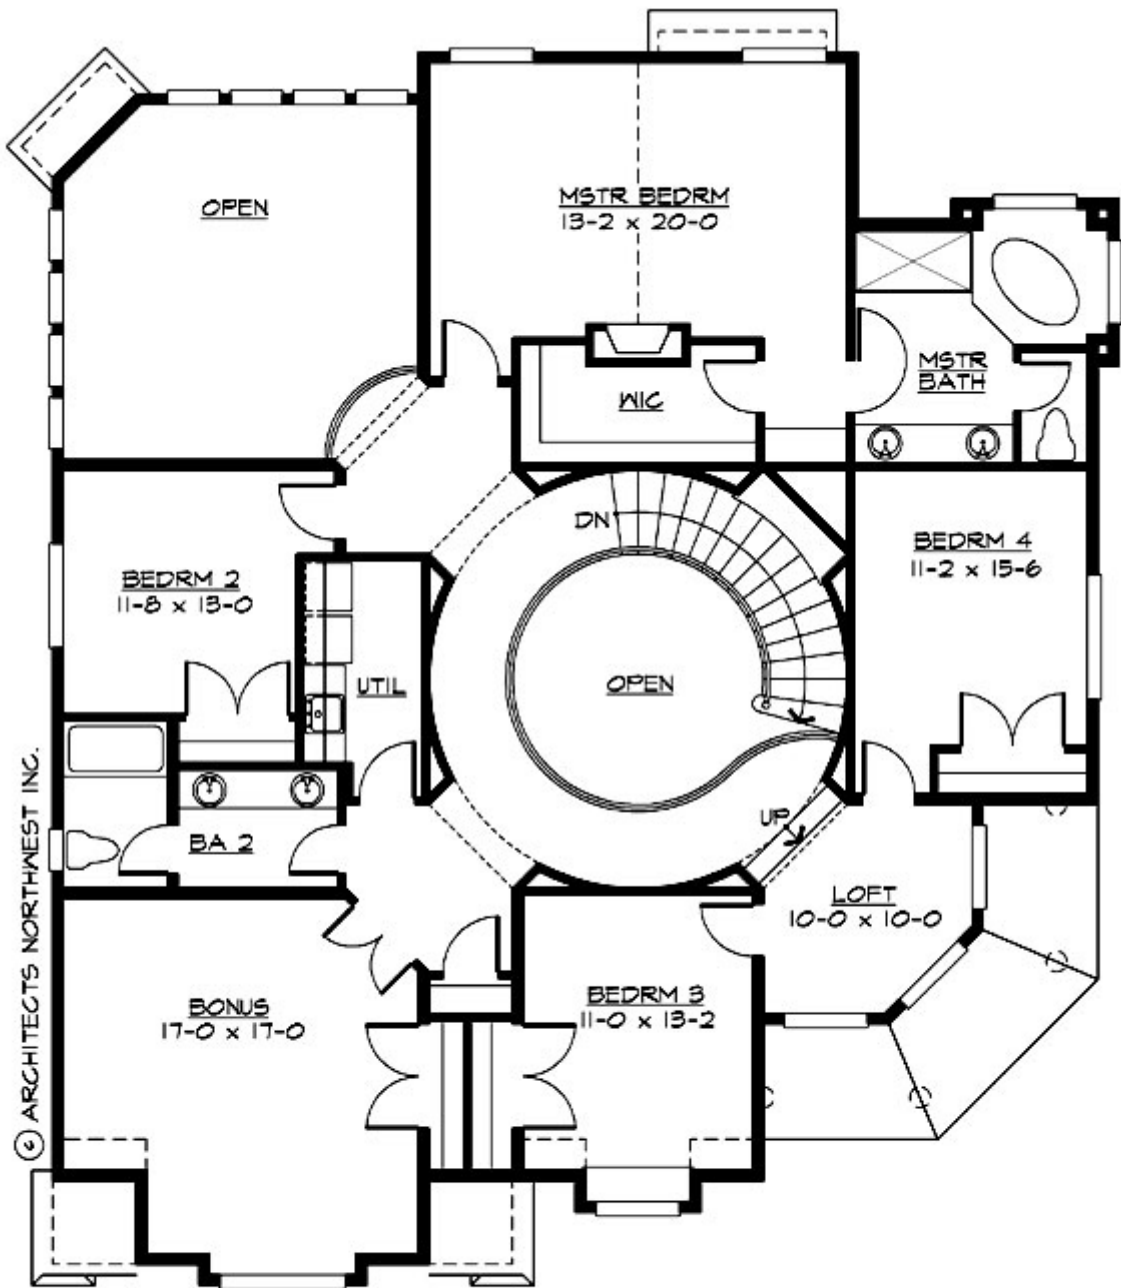 OPEN
MSTR BEDRM
13-2 x 20-0
MSTR
BATH
WIC
DN
BEDRM 4
11-2 x 15-6
BEDRM 2
11-8 x 13-0
UTIL
OPEN
UP
BA 2
LOFT
10-0 x 10-0
BEDRM 3
11-0 x 13-2
BONUS
17-0 x 17-0
© ARCHITECTS NORTHWEST INC.